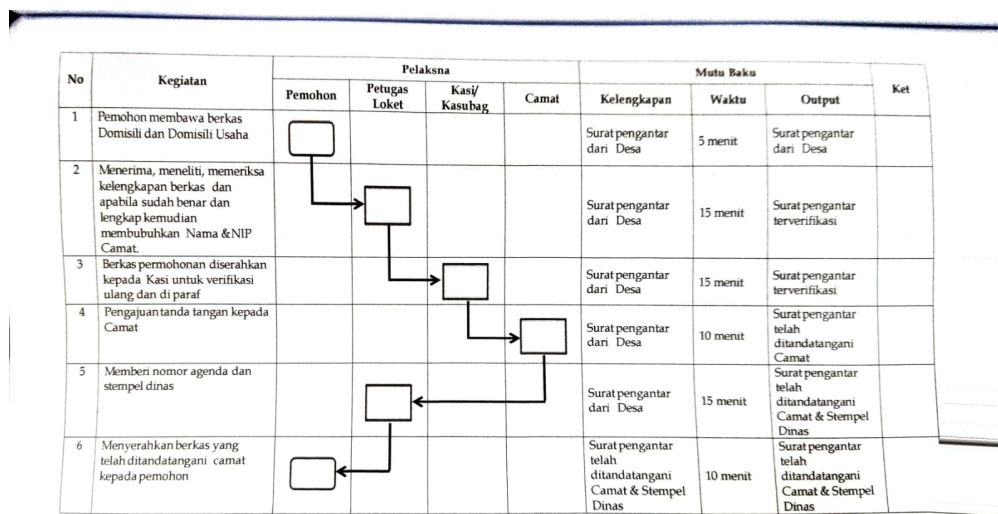 No
Kegiatan
Pelaksna
Mutu Baku
Ket
Pemohon
Petugas
Loket
Kasi/
Kasubag
Camat
Kelengkapan
Waktu
Output
1
Pemohon membawa berkas
Domisili dan Domisili Usaha
Surat pengantar
dari Desa
5 menit
Surat pengantar
dari Desa
2
Menerima, meneliti, memeriksa
kelengkapan berkas dan
apabila sudah benar dan
lengkap kemudian
membubuhkan Nama &NIP
Camat.
Surat pengantar
dari Desa
15 menit
Surat pengantar
terverifikasi
3
Berkas permohonan diserahkan
kepada Kasi untuk verifikasi
ulang dan di paraf
Surat pengantar
dari Desa
15 menit
Surat pengantar
terverifikasi
4
Pengajuan tanda tangan kepada
Camat
Surat pengantar
dari Desa
10 menit
Surat pengantar
telah
ditandatangani
Camat
5
Memberi nomor agenda dan
stempel dinas
Surat pengantar
dari Desa
15 menit
Surat pengantar
telah
ditandatangani
Camat & Stempel
Dinas
6
Menyerahkan berkas yang
telah ditandatangani camat
kepada pemohon
Surat pengantar
telah
ditandatangani
Camat & Stempel
Dinas
10 menit
Surat pengantar
telah
ditandatangani
Camat & Stempel
Dinas